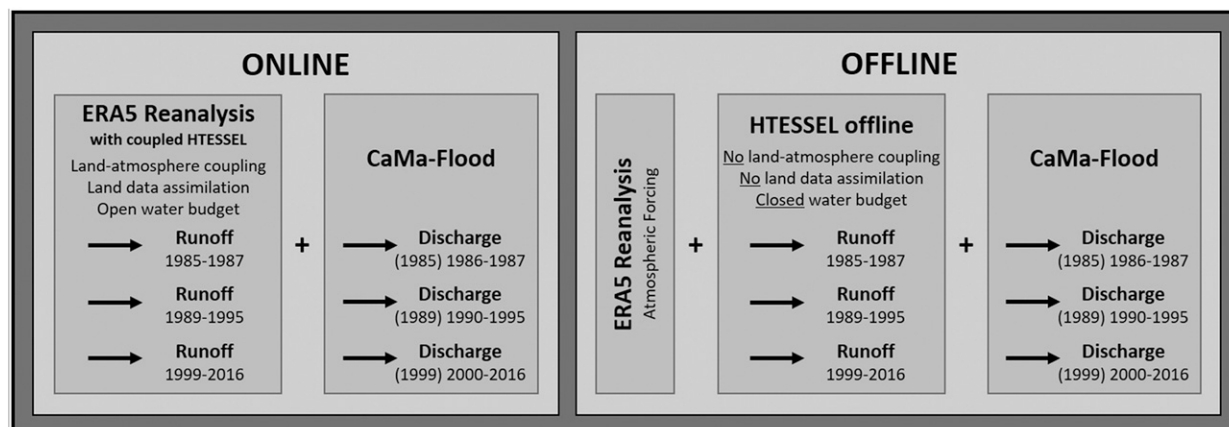 ONLINE
ERA5 Reanalysis
with coupled HTESSEL
Land-atmosphere coupling
Land data assimilation
Open water budget
Runoff
1985-1987
Runoff
1989-1995
Runoff
1999-2016
+
CaMa-Flood
Discharge
(1985) 1986-1987
Discharge
(1989) 1990-1995
Discharge
(1999) 2000-2016
OFFLINE
ERA5 Reanalysis
Atmospheric Forcing
+
HTESSEL offline
No land-atmosphere coupling
No land data assimilation
Closed water budget
Runoff
1985-1987
Runoff
1989-1995
Runoff
1999-2016
+
CaMa-Flood
Discharge
(1985) 1986-1987
Discharge
(1989) 1990-1995
Discharge
(1999) 2000-2016